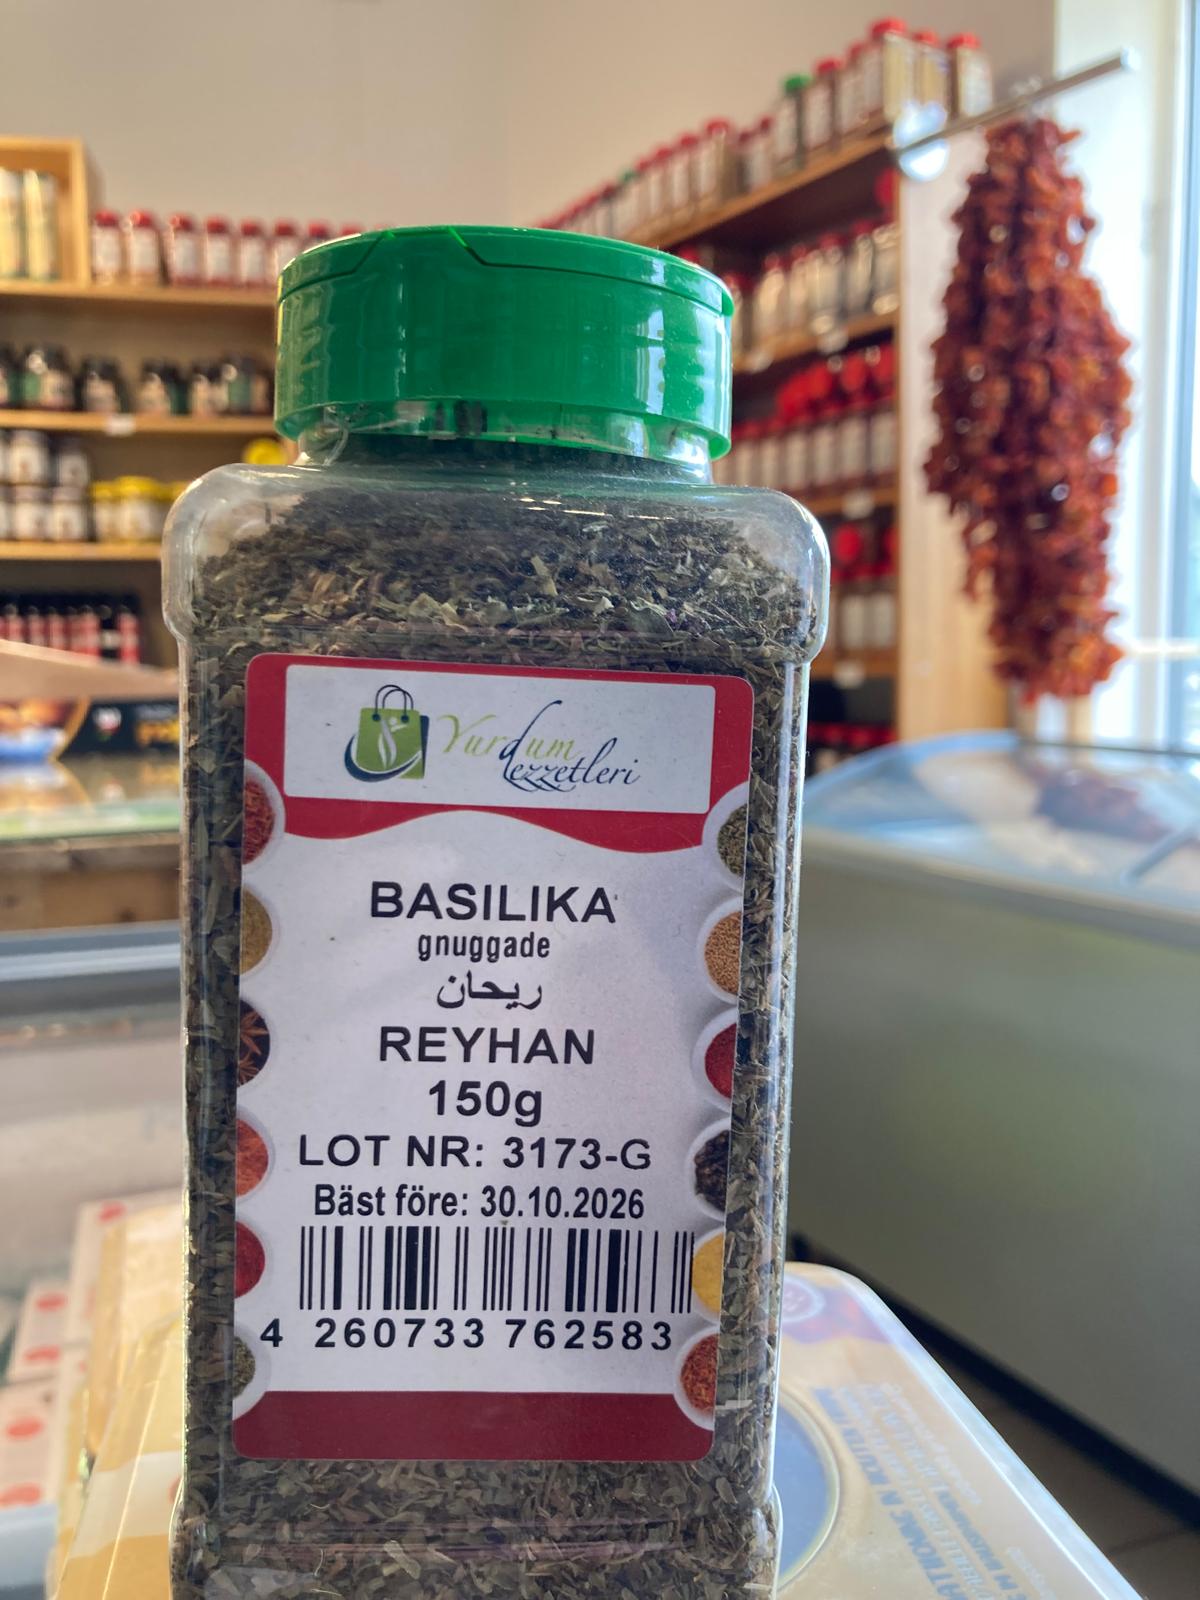 Yurdum
lezzetleri
BASILIKA
gnuggade
ريحان
REYHAN
150g
LOT NR: 3173-G
Bäst före: 30.10.2026
4 260733 762583